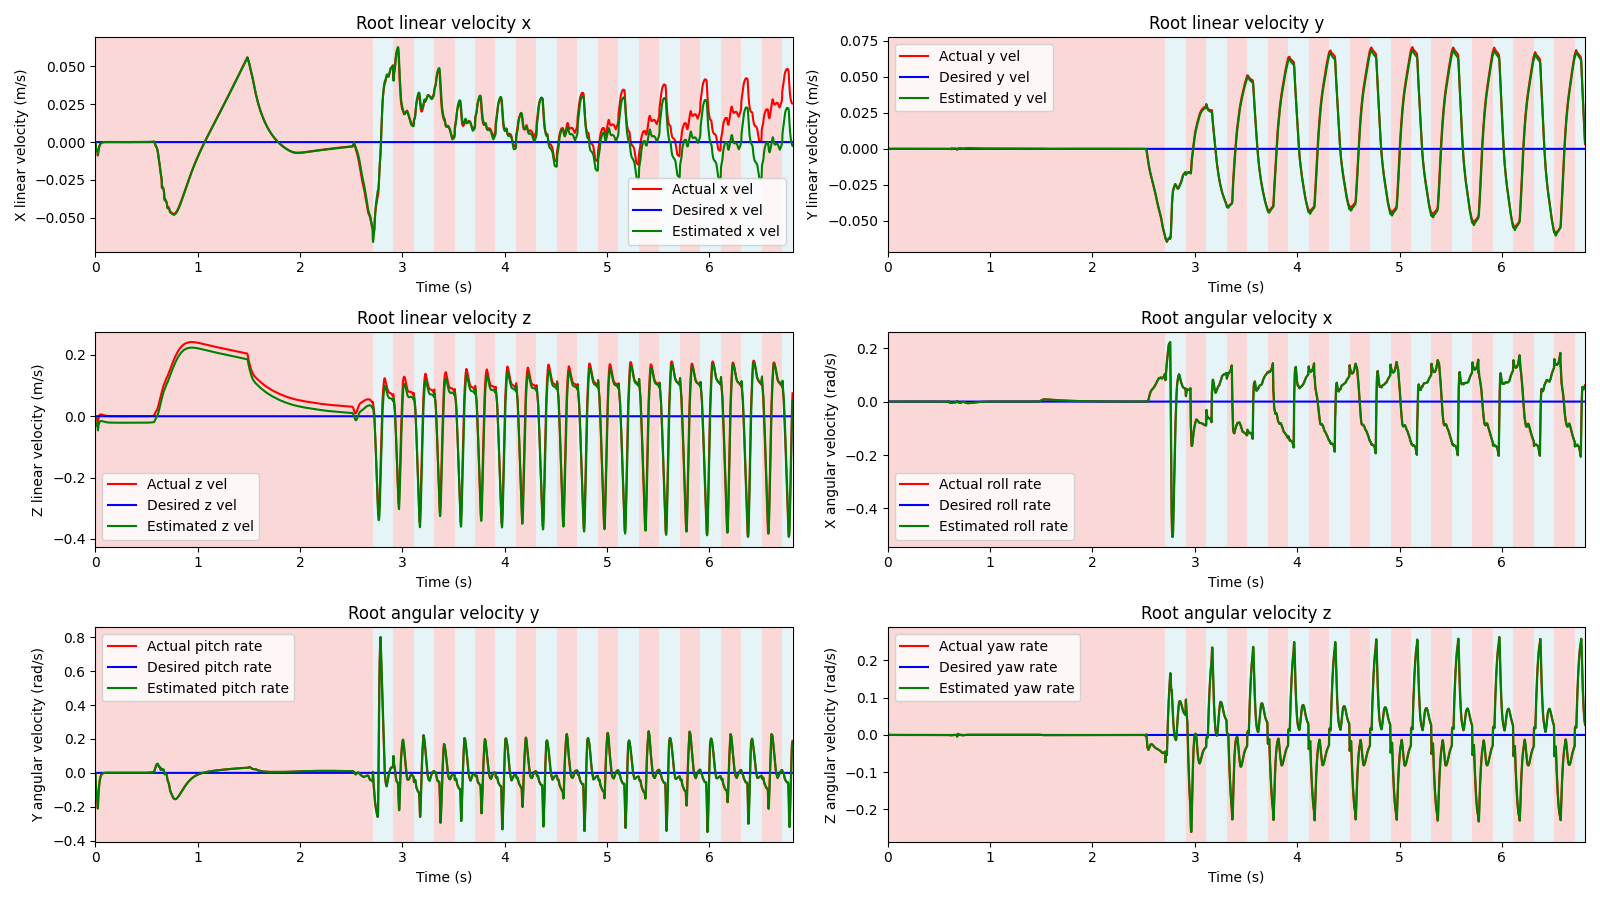 Root linear velocity x
X linear velocity (m/s)
0.050
0.025
0.000
−0.025
−0.050
Actual x vel
Desired x vel
Estimated x vel
0 1 2 3 4 5 6
Time (s)
Root linear velocity y
Y linear velocity (m/s)
0.075
0.050
0.025
0.000
−0.025
−0.050
Actual y vel
Desired y vel
Estimated y vel
0 1 2 3 4 5 6
Time (s)
Root linear velocity z
Z linear velocity (m/s)
0.2
0.0
−0.2
−0.4
Actual z vel
Desired z vel
Estimated z vel
0 1 2 3 4 5 6
Time (s)
Root angular velocity x
X angular velocity (rad/s)
0.2
0.0
−0.2
−0.4
Actual roll rate
Desired roll rate
Estimated roll rate
0 1 2 3 4 5 6
Time (s)
Root angular velocity y
Y angular velocity (rad/s)
0.8
0.6
0.4
0.2
0.0
−0.2
−0.4
Actual pitch rate
Desired pitch rate
Estimated pitch rate
0 1 2 3 4 5 6
Time (s)
Root angular velocity z
Z angular velocity (rad/s)
0.2
0.1
0.0
−0.1
−0.2
Actual yaw rate
Desired yaw rate
Estimated yaw rate
0 1 2 3 4 5 6
Time (s)